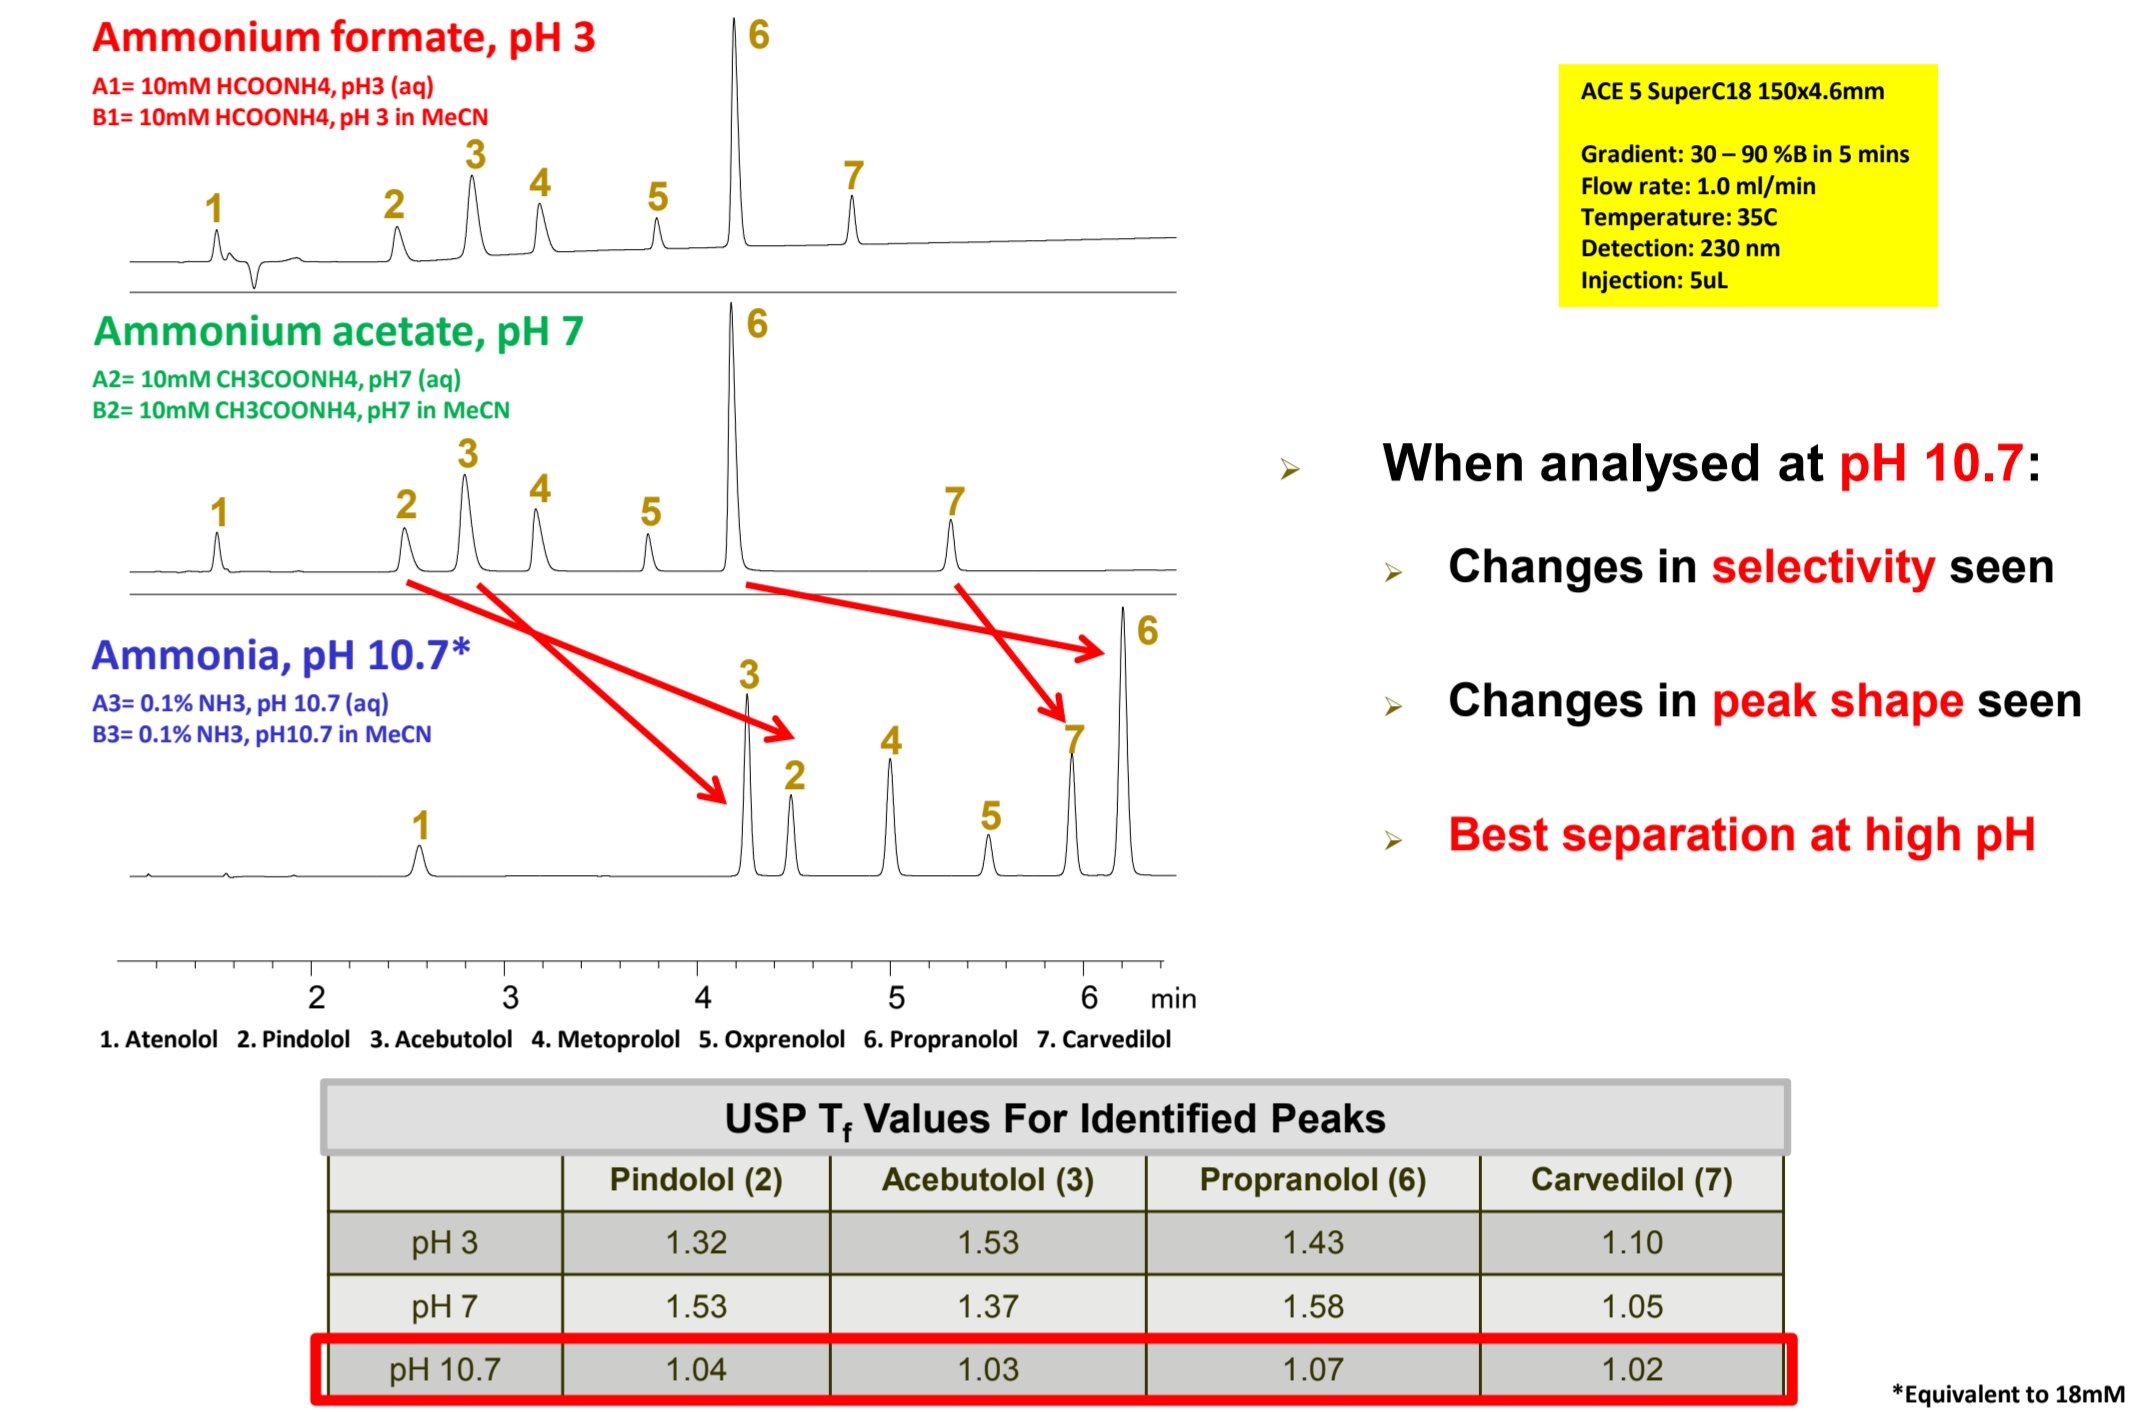 Ammonium formate, pH 3
A1= 10mM HCOONH4, pH3 (aq)
B1= 10mM HCOONH4, pH 3 in MeCN
1
2
3
4
5
6
7
ACE 5 SuperC18 150x4.6mm
Gradient: 30 – 90 %B in 5 mins
Flow rate: 1.0 ml/min
Temperature: 35C
Detection: 230 nm
Injection: 5uL
Ammonium acetate, pH 7
A2= 10mM CH3COONH4, pH7 (aq)
B2= 10mM CH3COONH4, pH7 in MeCN
1
2
3
4
5
6
7
Ammonia, pH 10.7*
A3= 0.1% NH3, pH 10.7 (aq)
B3= 0.1% NH3, pH10.7 in MeCN
1
3
2
4
5
7
6
When analysed at pH 10.7:
Changes in selectivity seen
Changes in peak shape seen
Best separation at high pH
2 3 4 5 6 min
1. Atenolol 2. Pindolol 3. Acebutolol 4. Metoprolol 5. Oxprenolol 6. Propranolol 7. Carvedilol
USP Tf Values For Identified Peaks
Pindolol (2) Acebutolol (3) Propranolol (6) Carvedilol (7)
pH 3 1.32 1.53 1.43 1.10
pH 7 1.53 1.37 1.58 1.05
pH 10.7 1.04 1.03 1.07 1.02
*Equivalent to 18mM